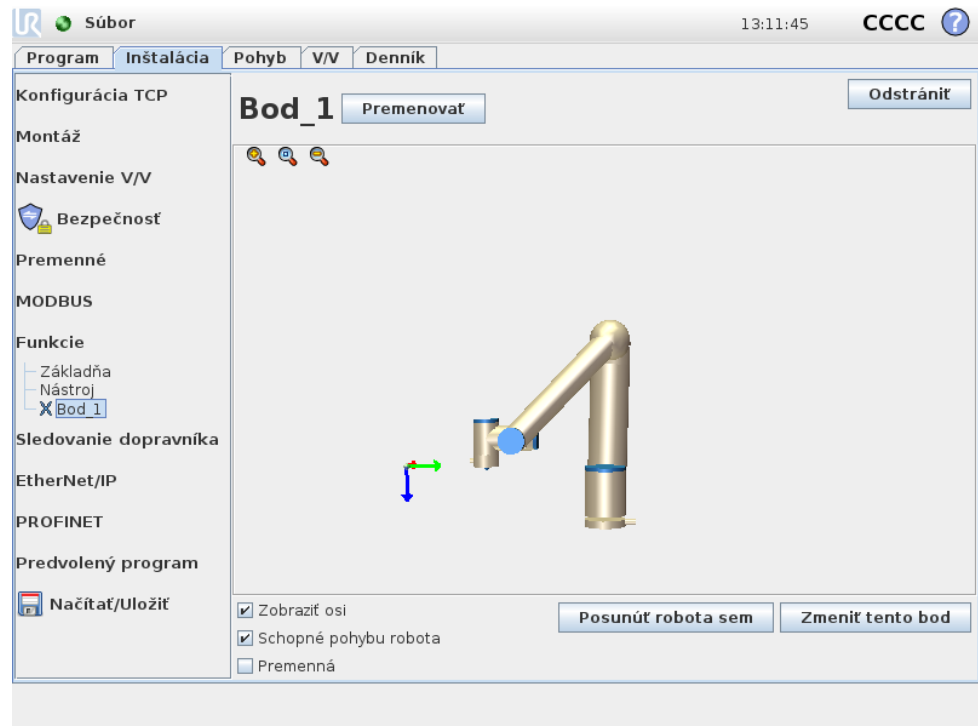 UR Súbor 13:11:45 CCCC ?
Program Inštalácia Pohyb V/V Denník
Konfigurácia TCP
Montáž
Nastavenie V/V
Bezpečnosť
Premenné
MODBUS
Funkcie
Základňa
Nástroj
Bod_1
Sledovanie dopravníka
EtherNet/IP
PROFINET
Predvolený program
Načítať/Uložiť
Bod_1 Premenovať Odstrániť
Zobraziť osi
Schopné pohybu robota
Premenná
Posunúť robota sem Zmeniť tento bod